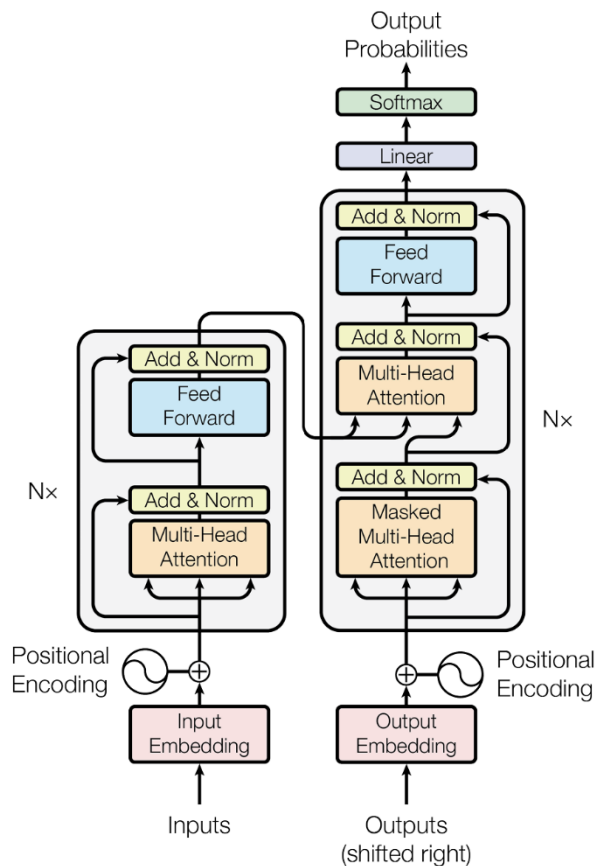 Output
Probabilities
Softmax
Linear
Add & Norm
Feed
Forward
Add & Norm
Multi-Head
Attention
Nx
Add & Norm
Masked
Multi-Head
Attention
Add & Norm
Feed
Forward
Nx
Add & Norm
Multi-Head
Attention
Positional
Encoding
Positional
Encoding
Input
Embedding
Output
Embedding
Inputs
Outputs
(shifted right)